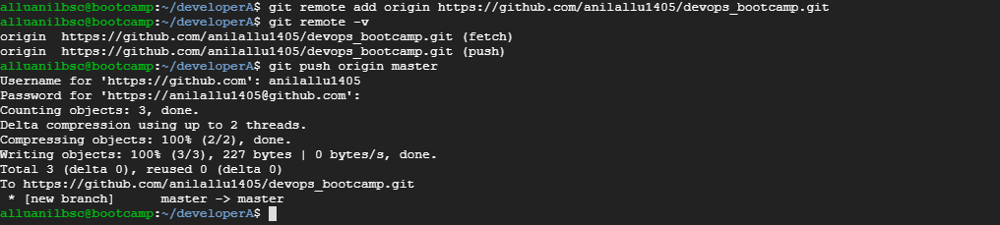 alluanilbsc@bootcamp:~/developerA$ git remote add origin https://github.com/anilallu1405/devops_bootcamp.git
alluanilbsc@bootcamp:~/developerA$ git remote -v
origin  https://github.com/anilallu1405/devops_bootcamp.git (fetch)
origin  https://github.com/anilallu1405/devops_bootcamp.git (push)
alluanilbsc@bootcamp:~/developerA$ git push origin master
Username for 'https://github.com': anilallu1405
Password for 'https://anilallu1405@github.com':
Counting objects: 3, done.
Delta compression using up to 2 threads.
Compressing objects: 100% (2/2), done.
Writing objects: 100% (3/3), 227 bytes | 0 bytes/s, done.
Total 3 (delta 0), reused 0 (delta 0)
To https://github.com/anilallu1405/devops_bootcamp.git
 * [new branch]      master -> master
alluanilbsc@bootcamp:~/developerA$